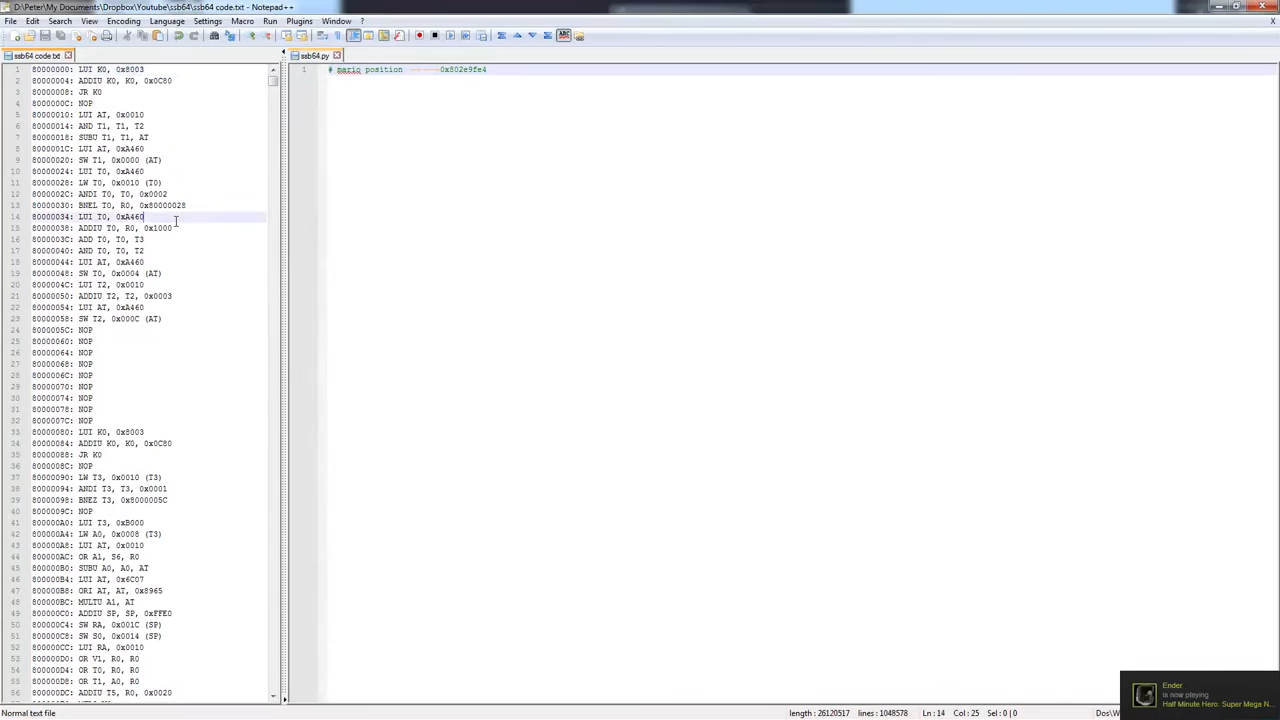 D:\Peter\My Documents\Dropbox\Youtube\ssb64\ssb64 code.txt - Notepad++
File Edit Search View Encoding Language Settings Macro Run Plugins Window ?
ssb64 code.txt
ssb64.py
1 80000000: LUI K0, 0x8003
2 80000004: ADDIU K0, K0, 0x0C80
3 80000008: JR K0
4 8000000C: NOP
5 80000010: LUI AT, 0x0010
6 80000014: AND T1, T1, T2
7 80000018: SUBU T1, T1, AT
8 8000001C: LUI AT, 0xA460
9 80000020: SW T1, 0x0000 (AT)
10 80000024: LUI T0, 0xA460
11 80000028: LW T0, 0x0010 (T0)
12 8000002C: ANDI T0, T0, 0x0002
13 80000030: BNEL T0, R0, 0x80000028
14 80000034: LUI T0, 0xA460
15 80000038: ADDIU T0, R0, 0x1000
16 8000003C: ADD T0, T0, T3
17 80000040: AND T0, T0, T2
18 80000044: LUI AT, 0xA460
19 80000048: SW T0, 0x0004 (AT)
20 8000004C: LUI T2, 0x0010
21 80000050: ADDIU T2, T2, 0x0003
22 80000054: LUI AT, 0xA460
23 80000058: SW T2, 0x000C (AT)
24 8000005C: NOP
25 80000060: NOP
26 80000064: NOP
27 80000068: NOP
28 8000006C: NOP
29 80000070: NOP
30 80000074: NOP
31 80000078: NOP
32 8000007C: NOP
33 80000080: LUI K0, 0x8003
34 80000084: ADDIU K0, K0, 0x0C80
35 80000088: JR K0
36 8000008C: NOP
37 80000090: LW T3, 0x0010 (T3)
38 80000094: ANDI T3, T3, 0x0001
39 80000098: BNEZ T3, 0x8000005C
40 8000009C: NOP
41 800000A0: LUI T3, 0xB000
42 800000A4: LW A0, 0x0008 (T3)
43 800000A8: LUI AT, 0x0010
44 800000AC: OR A1, S6, R0
45 800000B0: SUBU A0, A0, AT
46 800000B4: LUI AT, 0x6C07
47 800000B8: ORI AT, AT, 0x8965
48 800000BC: MULTU A1, AT
49 800000C0: ADDIU SP, SP, 0xFFE0
50 800000C4: SW RA, 0x001C (SP)
51 800000C8: SW S0, 0x0014 (SP)
52 800000CC: LUI RA, 0x0010
53 800000D0: OR V1, R0, R0
54 800000D4: OR T0, R0, R0
55 800000D8: OR T1, A0, R0
56 800000DC: ADDIU T5, R0, 0x0020
1 # mario position 0x802e9fe4
Ender
is now playing
Half Minute Hero: Super Mega N...
Normal text file length : 26120517 lines : 1048578 Ln : 14 Col : 25 Sel : 0 | 0